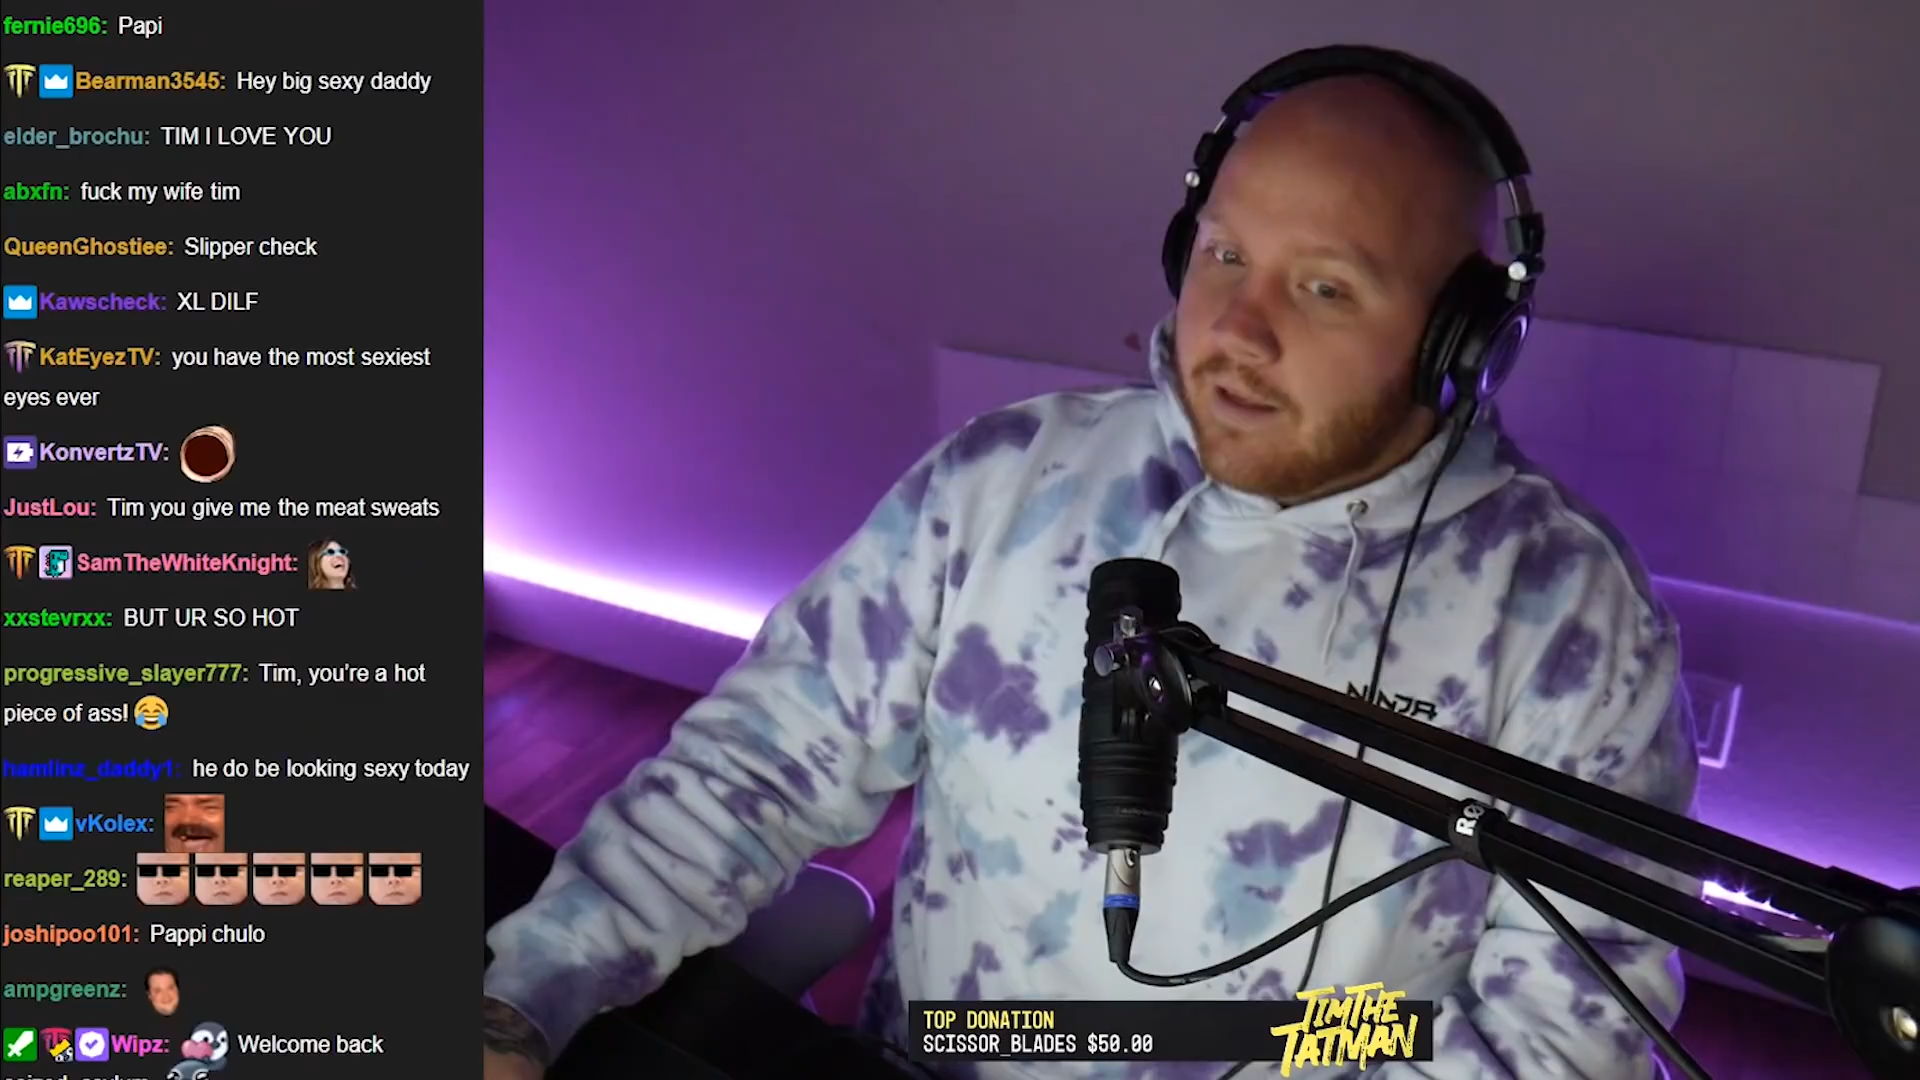 fernie696: Papi
Bearman3545: Hey big sexy daddy
elder_brochu: TIM I LOVE YOU
abxfn: fuck my wife tim
QueenGhostiee: Slipper check
Kawscheck: XL DILF
KatEyezTV: you have the most sexiest
eyes ever
KonvertzTV:
JustLou: Tim you give me the meat sweats
SamTheWhiteKnight:
xxstevrxx: BUT UR SO HOT
progressive_slayer777: Tim, you're a hot
piece of ass! 😂
hamlinz_daddy1: he do be looking sexy today
vKolex:
reaper_289:
joshipoo101: Pappi chulo
ampgreenz:
Wipz: Welcome back
NINJA
TOP DONATION
SCISSOR_BLADES $50.00
TIMTHE
TATMAN